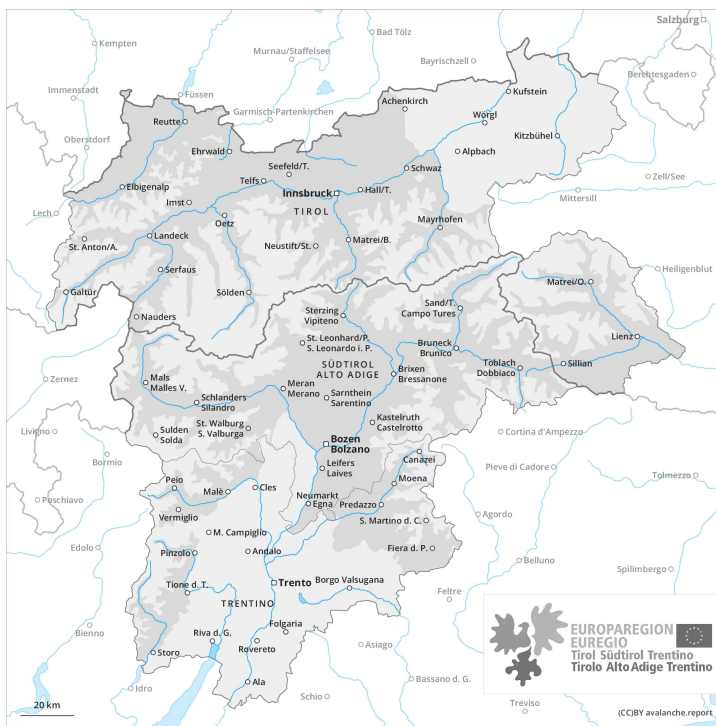 Salzburg
Kempten
Bad Tölz
Murnau/Staffelsee
Bayrischzell
Berchtesgaden
Immenstadt
Füssen
Garmisch-Partenkirchen
Achenkirch
Kufstein
Reutte
Wörgl
Oberstdorf
Ehrwald
Kitzbühel
Alpbach
Seefeld/T.
Telfs
Schwaz
Zell/See
Elbigenalp
Innsbruck
Hall/T.
Mittersill
Imst
TIROL
Lech
Oetz
Mayrhofen
St. Anton/A.
Landeck
Neustift/St.
Matrei/B.
Serfaus
Heiligenblut
Matrei/O.
Galtür
Sölden
Nauders
Sterzing
Vipiteno
Sand/T.
Campo Tures
Lienz
St. Leonhard/P.
S. Leonardo i. P.
Bruneck
Brunico
Toblach
Dobbiaco
Sillian
SÜDTIROL
ALTO ADIGE
Brixen
Bressanone
Zernez
Mals
Malles V.
Meran
Merano
Sarnthein
Sarentino
Schlanders
Silandro
St. Walburg
S. Valburga
Kastelruth
Castelrotto
Livigno
Sulden
Solda
Bozen
Bolzano
Cortina d'Ampezzo
Bormio
Canazei
Pieve di Cadore
Leifers
Laives
Tolmezzo
Peio
Malè
Cles
Moena
Poschiavo
Neumarkt
Egna
Predazzo
Vermiglio
Agordo
S. Martino d. C.
M. Campiglio
Edolo
Pinzolo
Andalo
Fiera d. P.
Belluno
Spilimbergo
Tione d. T.
Trento
Borgo Valsugana
Feltre
TRENTINO
Bienno
Folgaria
Riva d. G.
Rovereto
Asiago
Storo
Bassano d. G.
Ala
Idro
Schio
Treviso
EUROPAREGION
EUREGIO
Tirol Südtirol Trentino
Tirolo Alto Adige Trentino
20 km
(CC)BY avalanche.report